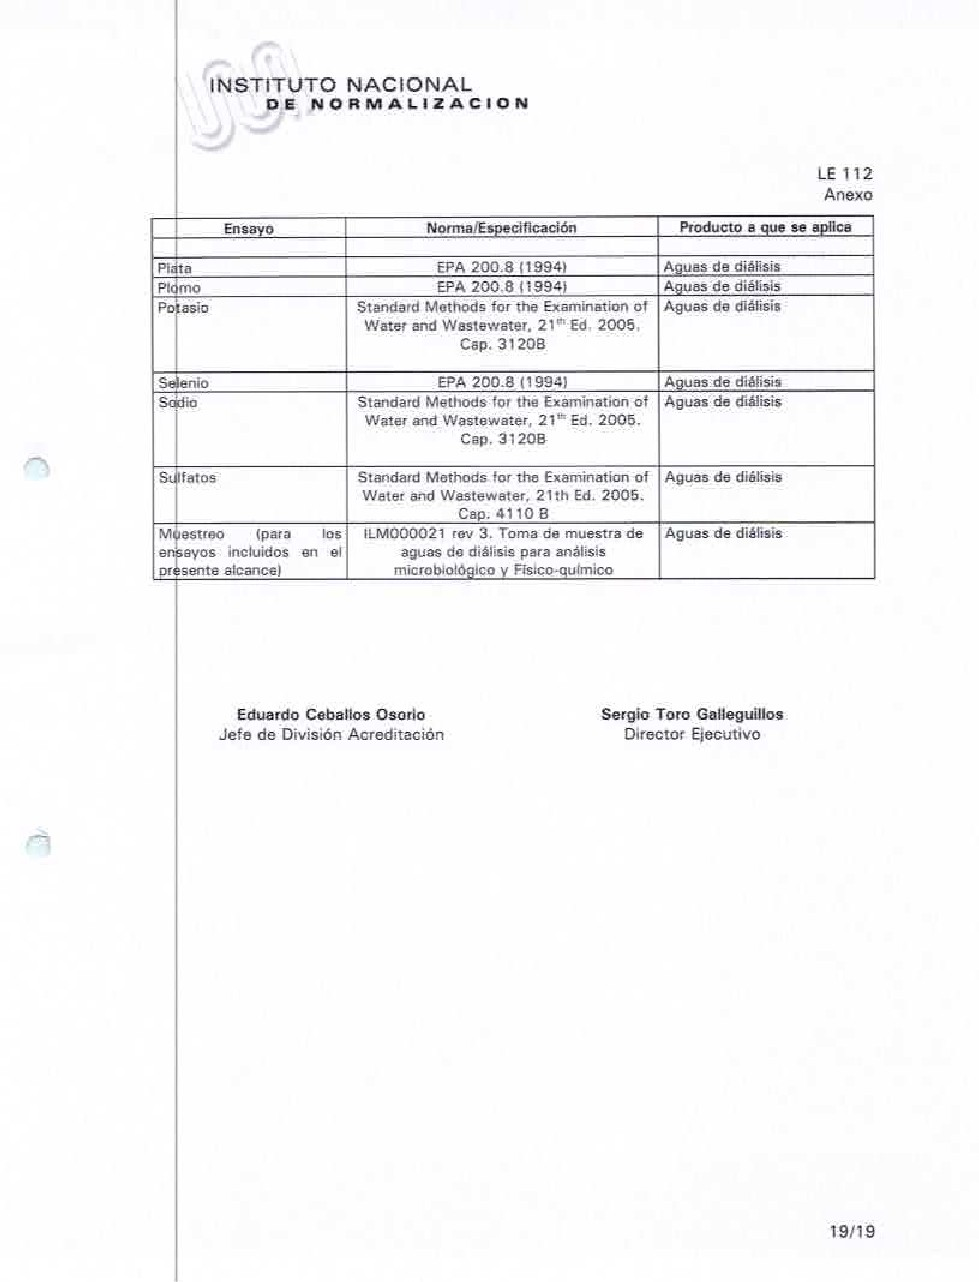 INSTITUTO NACIONAL
DE NORMALIZACION
LE 112
Anexo
Ensayo Norma/Especificación Producto a que se aplica
Plata EPA 200.8 (1994) Aguas de diálisis
Plomo EPA 200.8 (1994) Aguas de diálisis
Potasio Standard Methods for the Examination of Aguas de diálisis
Water and Wastewater, 21th Ed. 2005.
Cap. 3120B
Selenio EPA 200.8 (1994) Aguas de diálisis
Sodio Standard Methods for the Examination of Aguas de diálisis
Water and Wastewater, 21th Ed. 2005.
Cap. 3120B
Sulfatos Standard Methods for the Examination of Aguas de diálisis
Water and Wastewater, 21th Ed. 2005.
Cap. 4110 B
Muestreo (para los ILM000021 rev 3. Toma de muestra de Aguas de diálisis
ensayos incluidos en el aguas de diálisis para análisis
presente alcance) microbiológico y Físico-químico
Eduardo Ceballos Osorio Sergio Toro Galleguillos
Jefe de División Acreditación Director Ejecutivo
19/19